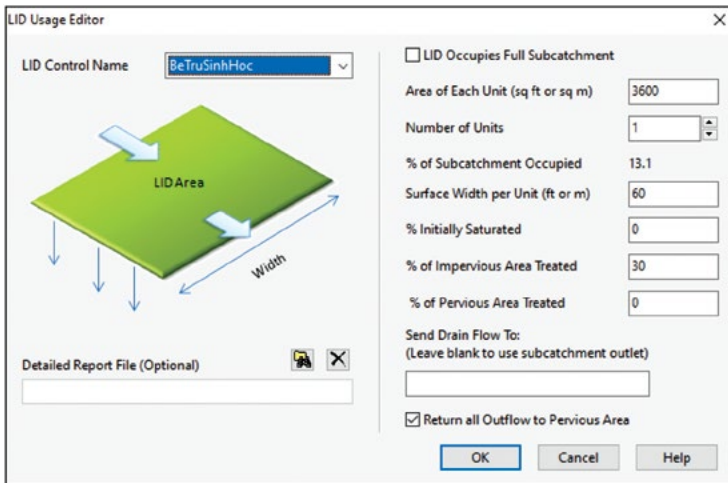 LID Usage Editor
LID Control Name
BeTruSinhHoc
LID Area
Width
Detailed Report File (Optional)
LID Occupies Full Subcatchment
Area of Each Unit (sq ft or sq m)
3600
Number of Units
1
% of Subcatchment Occupied
13.1
Surface Width per Unit (ft or m)
60
% Initially Saturated
0
% of Impervious Area Treated
30
% of Pervious Area Treated
0
Send Drain Flow To:
(Leave blank to use subcatchment outlet)
Return all Outflow to Pervious Area
OK
Cancel
Help